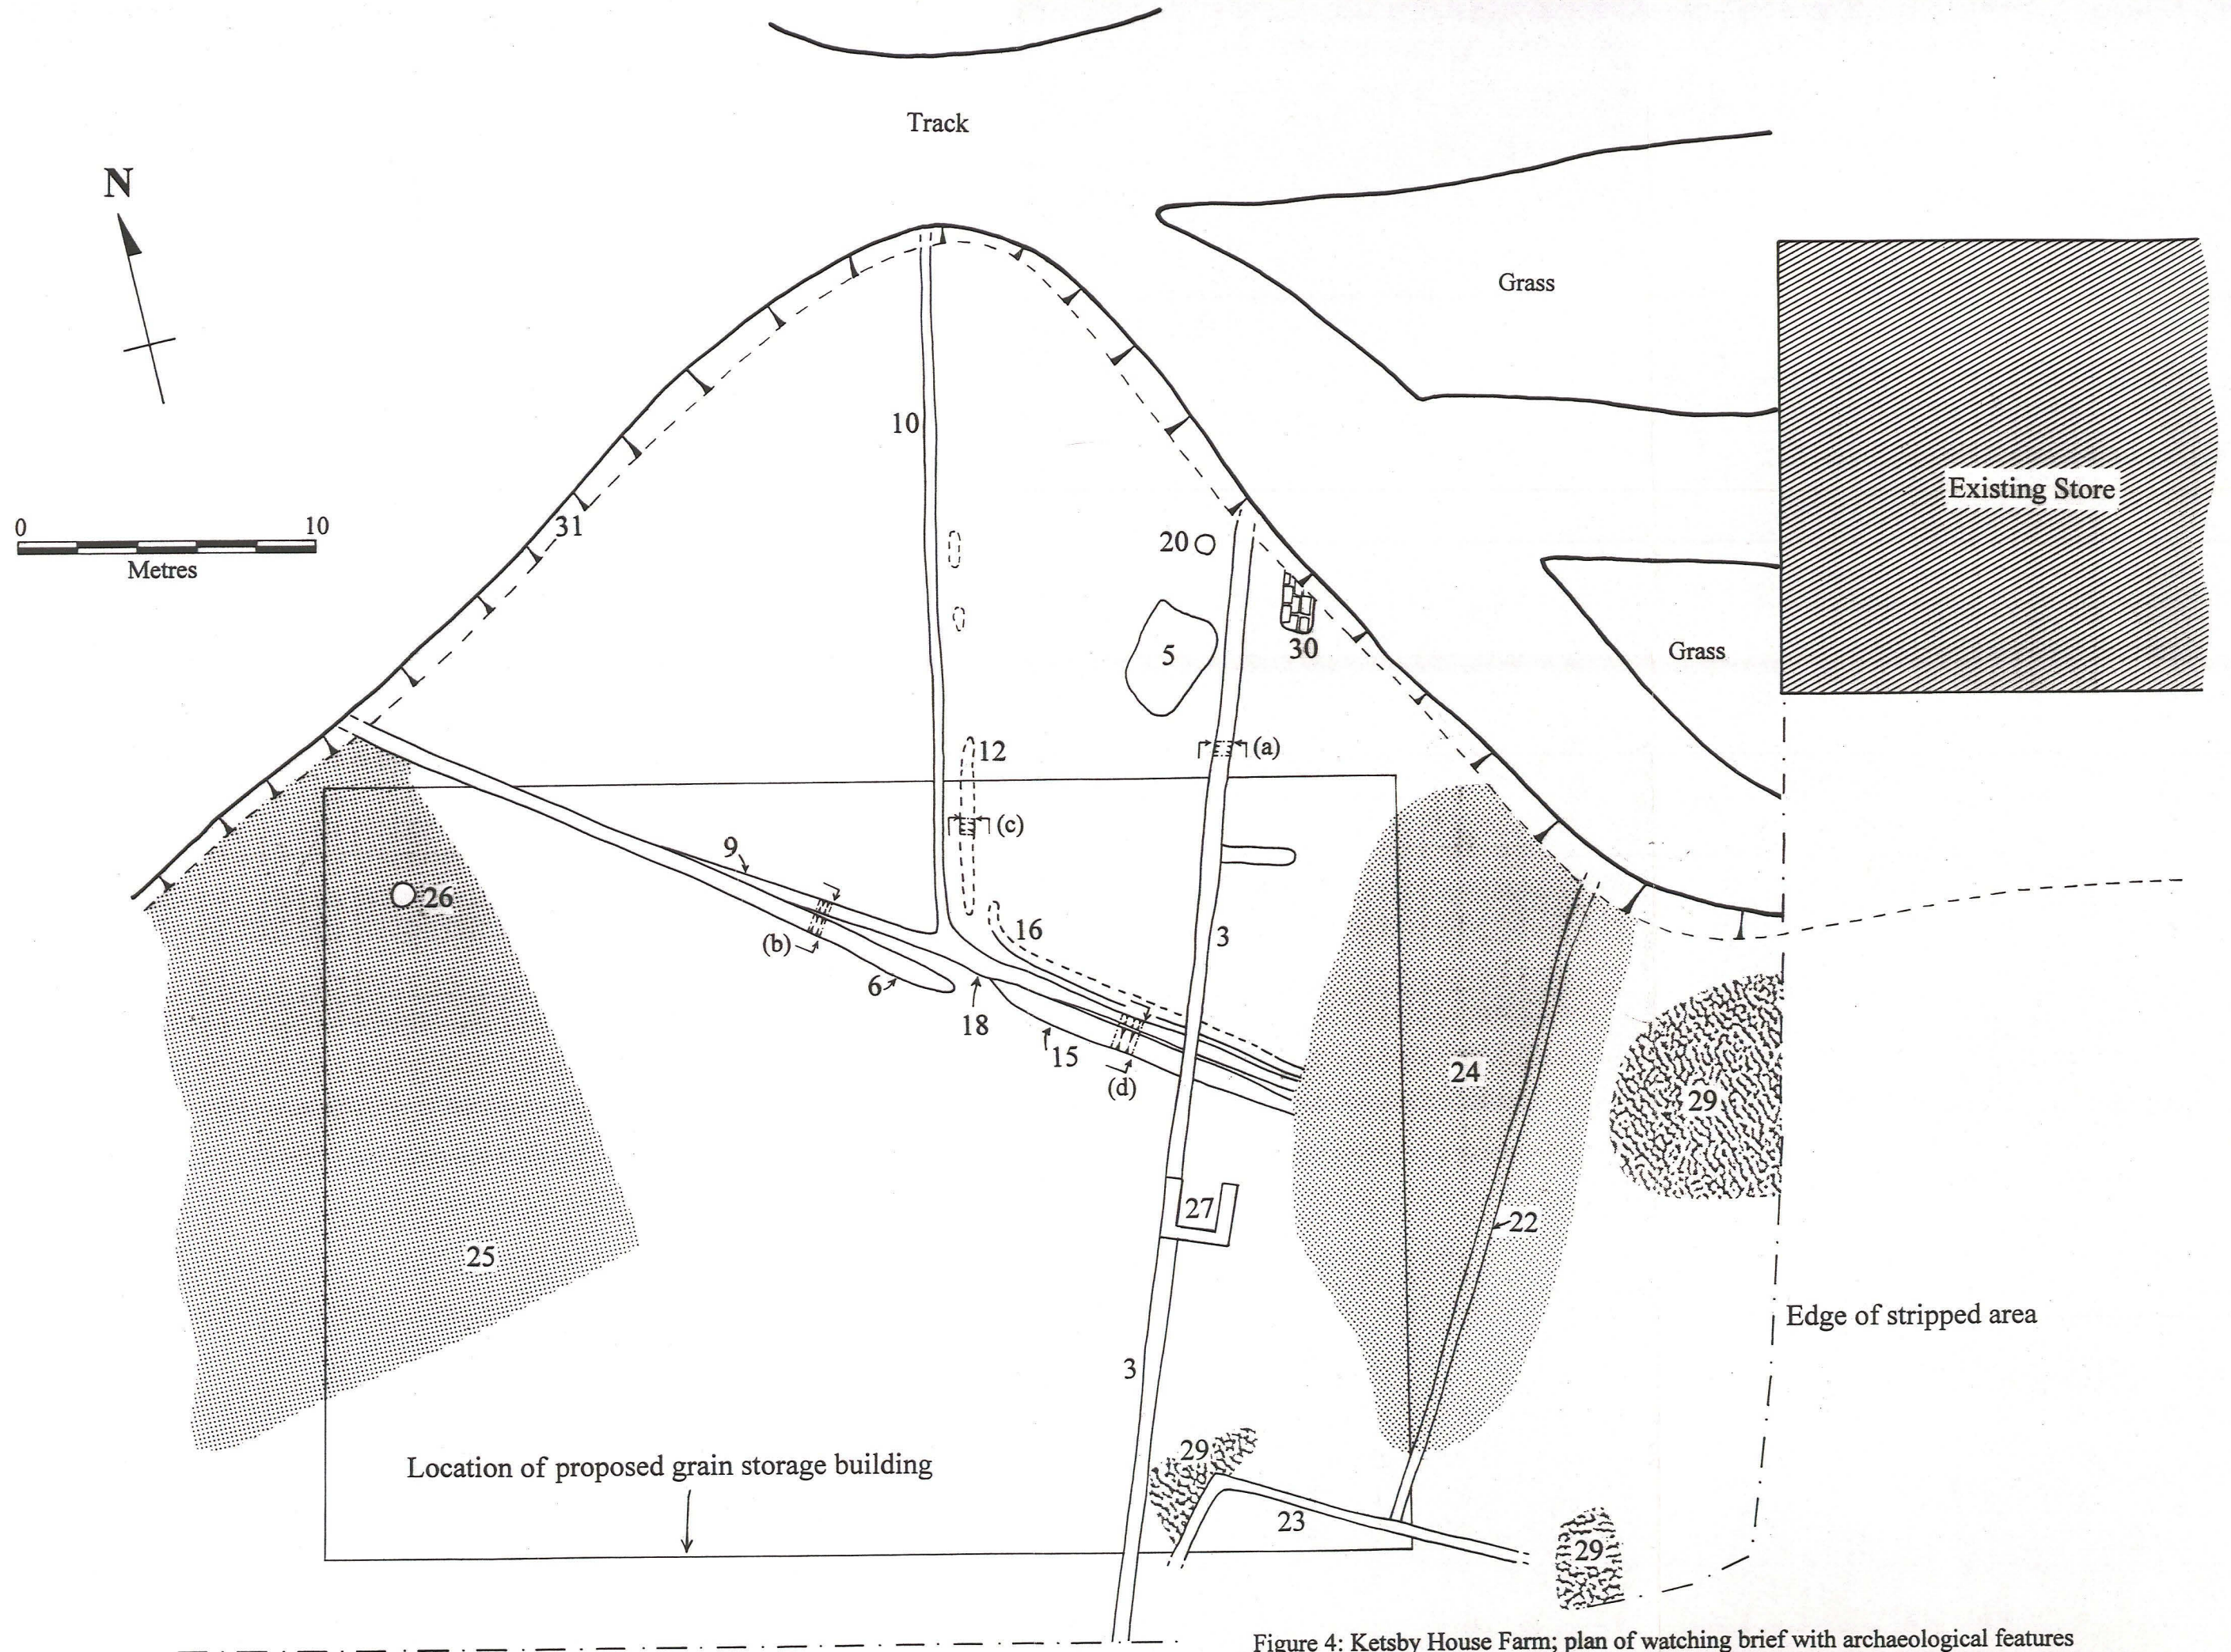 Track
N
Grass
10
Existing Store
0 10
Metres
31
20
30
5
Grass
12
(a)
(c)
9
26
16
(b)
3
6
18
15
(d)
24
29
27
22
25
Edge of stripped area
3
29
Location of proposed grain storage building
23
29
Figure 4: Ketsby House Farm; plan of watching brief with archaeological features